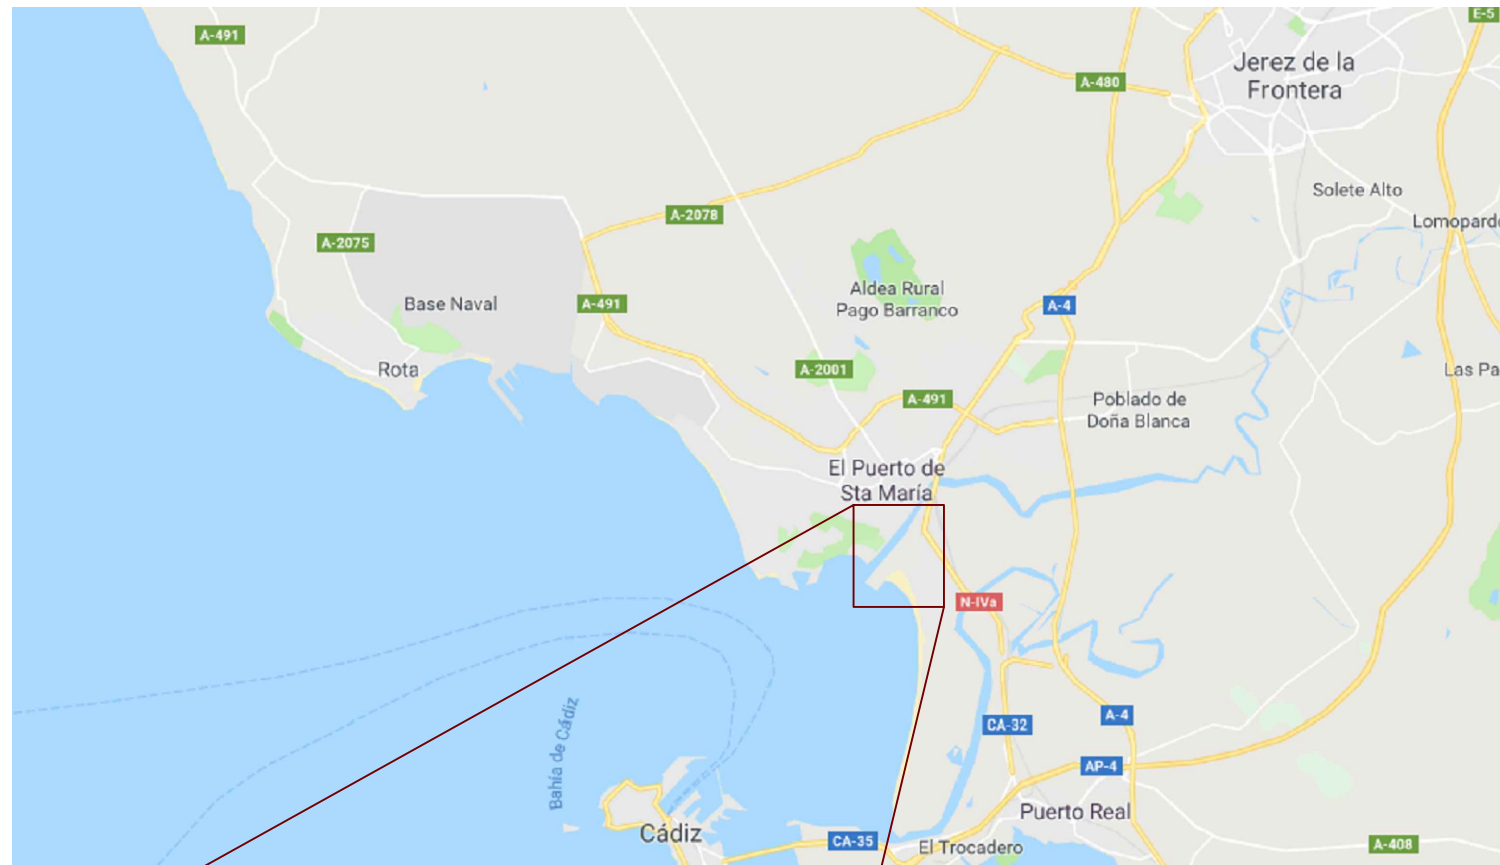 E-5
A-491
Jerez de la
Frontera
A-480
Solete Alto
A-2078
Lomopardo
A-2075
Aldea Rural
Pago Barranco
Base Naval
A-491
A-4
Rota
A-2001
Las Pa
A-491
Poblado de
Doña Blanca
El Puerto de
Sta María
N-IVa
Bahía de Cádiz
CA-32
A-4
AP-4
Puerto Real
Cádiz
CA-35
El Trocadero
A-408